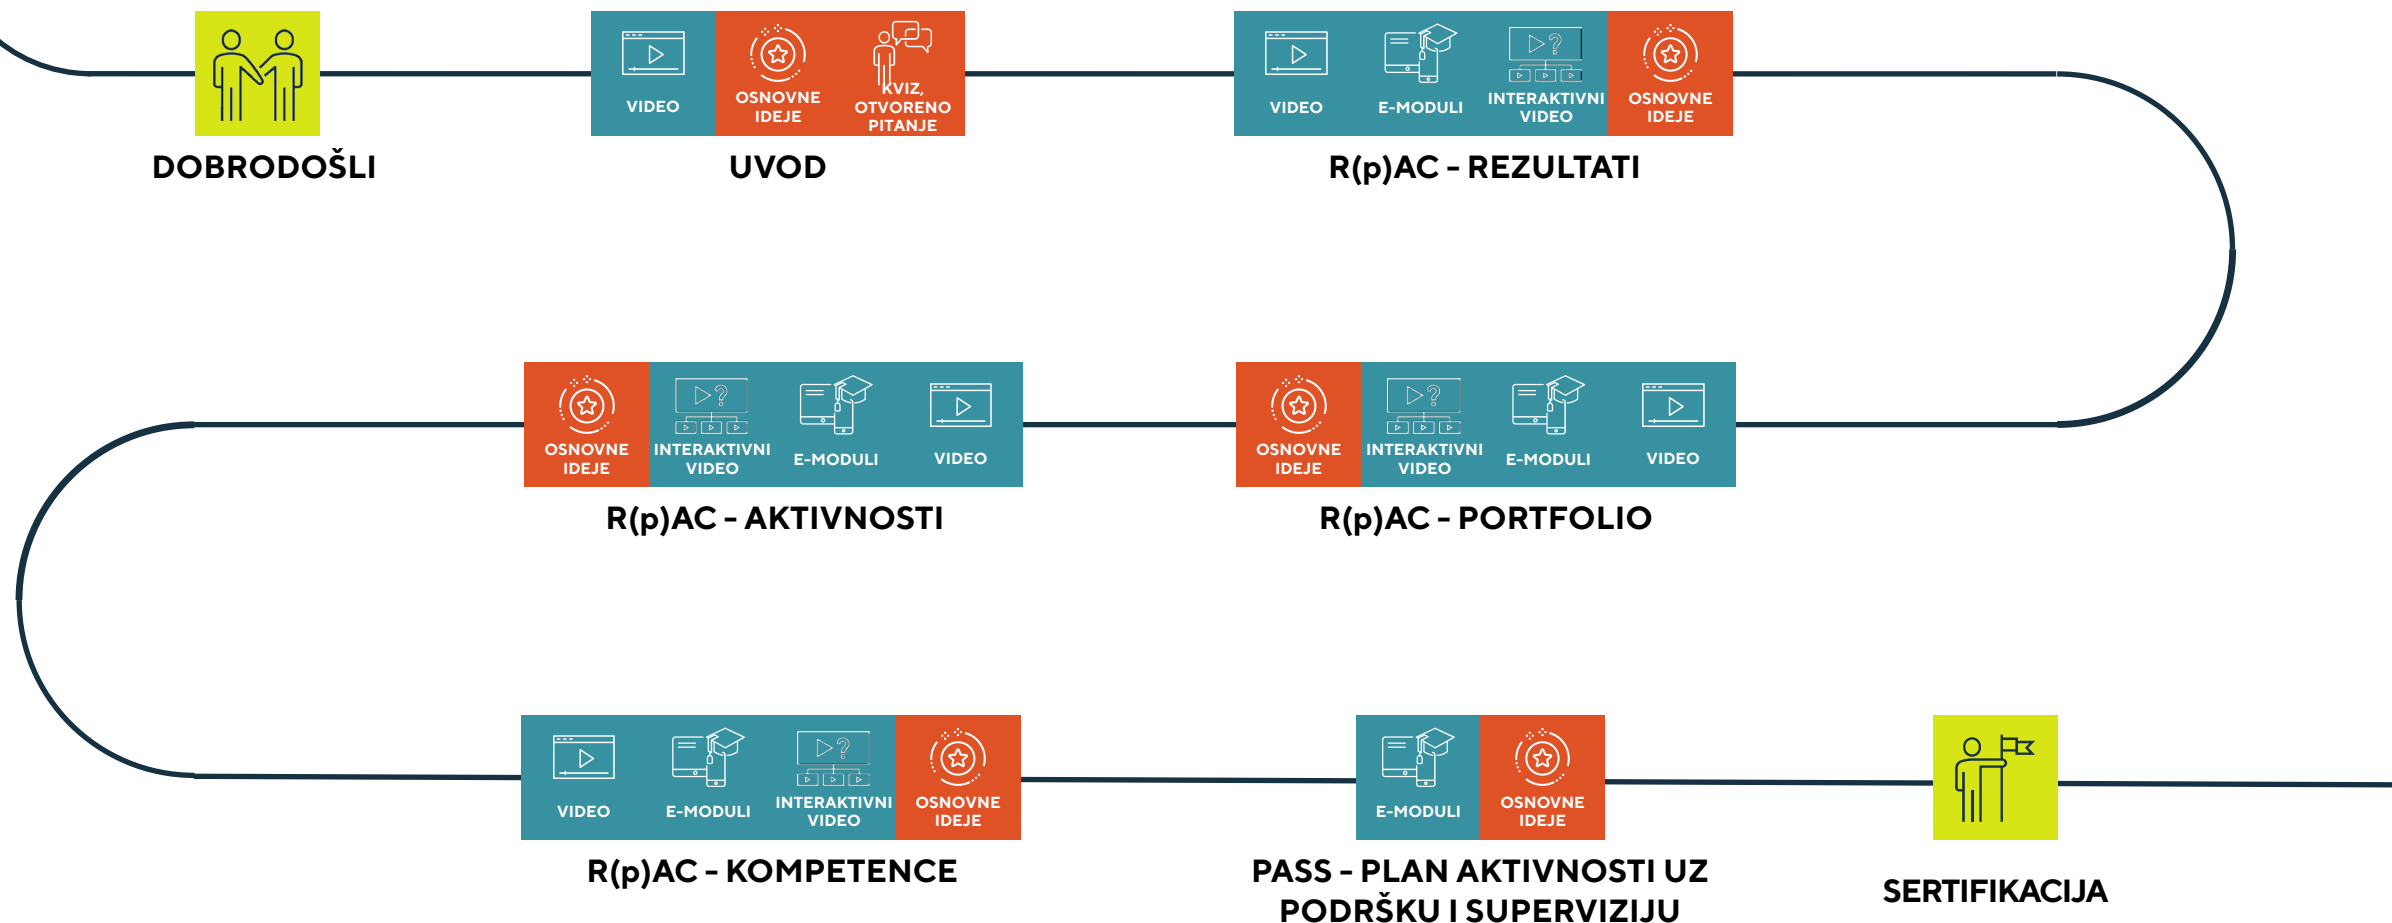 VIDEO
OSNOVNE
IDEJE
KVIZ,
OTVORENO
PITANJE
VIDEO
E-MODULI
INTERAKTIVNI
VIDEO
OSNOVNE
IDEJE
DOBRODOŠLI
UVOD
R(p)AC - REZULTATI
OSNOVNE
IDEJE
INTERAKTIVNI
VIDEO
E-MODULI
VIDEO
OSNOVNE
IDEJE
INTERAKTIVNI
VIDEO
E-MODULI
VIDEO
R(p)AC - AKTIVNOSTI
R(p)AC - PORTFOLIO
VIDEO
E-MODULI
INTERAKTIVNI
VIDEO
OSNOVNE
IDEJE
E-MODULI
OSNOVNE
IDEJE
R(p)AC - KOMPETENCE
PASS - PLAN AKTIVNOSTI UZ
PODRŠKU I SUPERVIZIJU
SERTIFIKACIJA